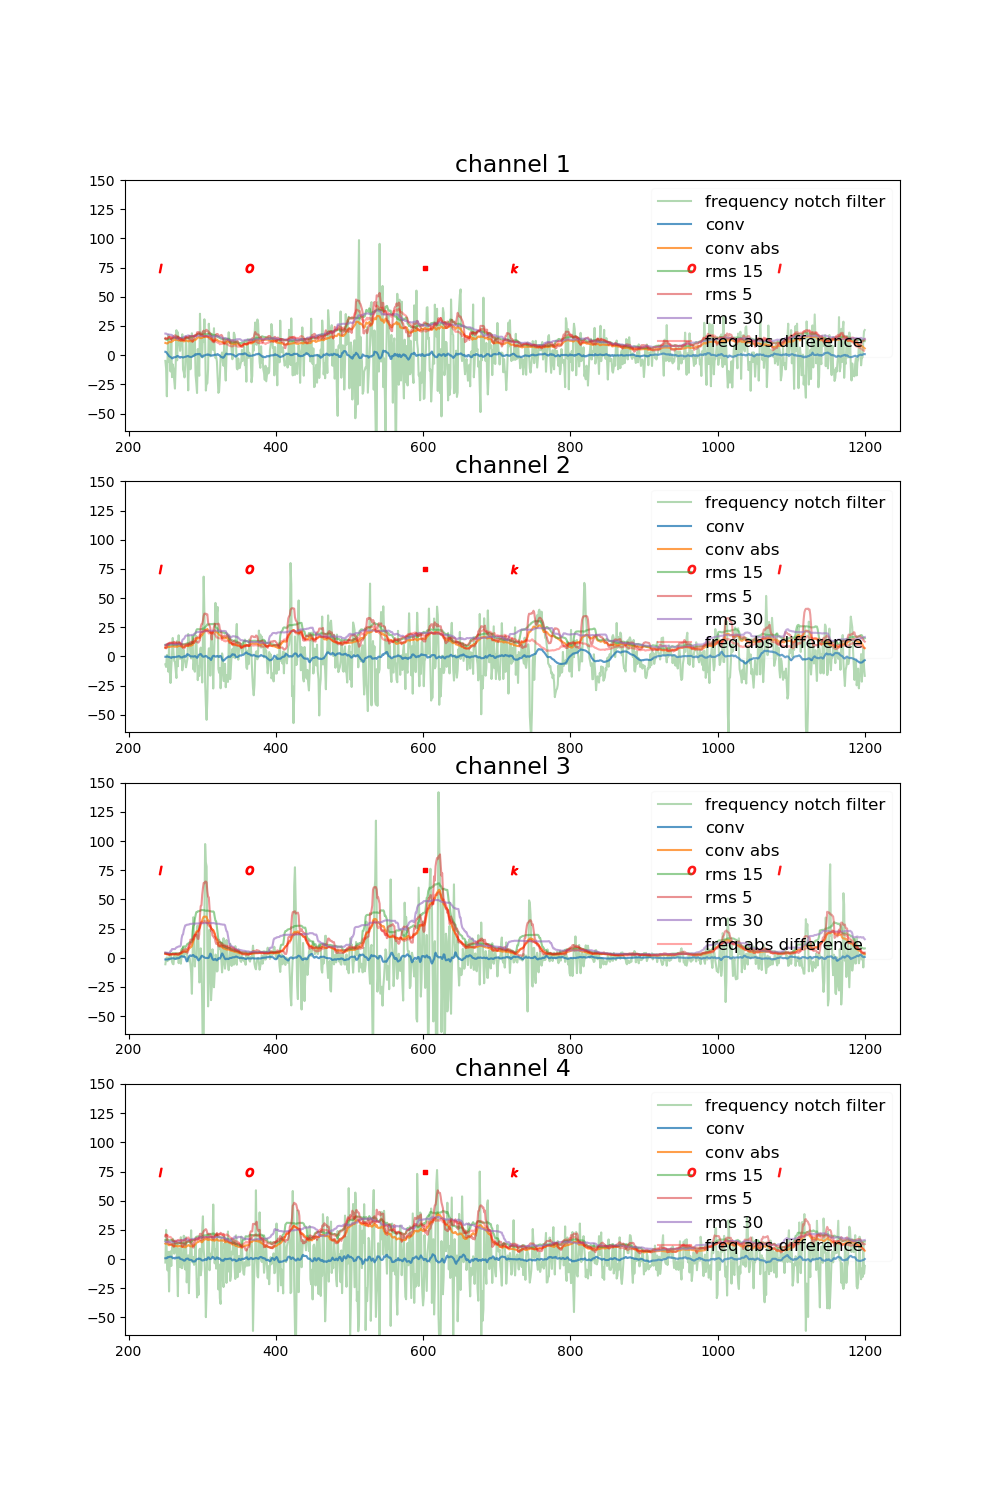 channel 1
150
125
100
75
50
25
0
−25
−50
l o ▪ k o l
frequency notch filter
conv
conv abs
rms 15
rms 5
rms 30
freq abs difference
200 400 600 800 1000 1200
channel 2
150
125
100
75
50
25
0
−25
−50
l o ▪ k o l
frequency notch filter
conv
conv abs
rms 15
rms 5
rms 30
freq abs difference
200 400 600 800 1000 1200
channel 3
150
125
100
75
50
25
0
−25
−50
l o ▪ k o l
frequency notch filter
conv
conv abs
rms 15
rms 5
rms 30
freq abs difference
200 400 600 800 1000 1200
channel 4
150
125
100
75
50
25
0
−25
−50
l o ▪ k o l
frequency notch filter
conv
conv abs
rms 15
rms 5
rms 30
freq abs difference
200 400 600 800 1000 1200